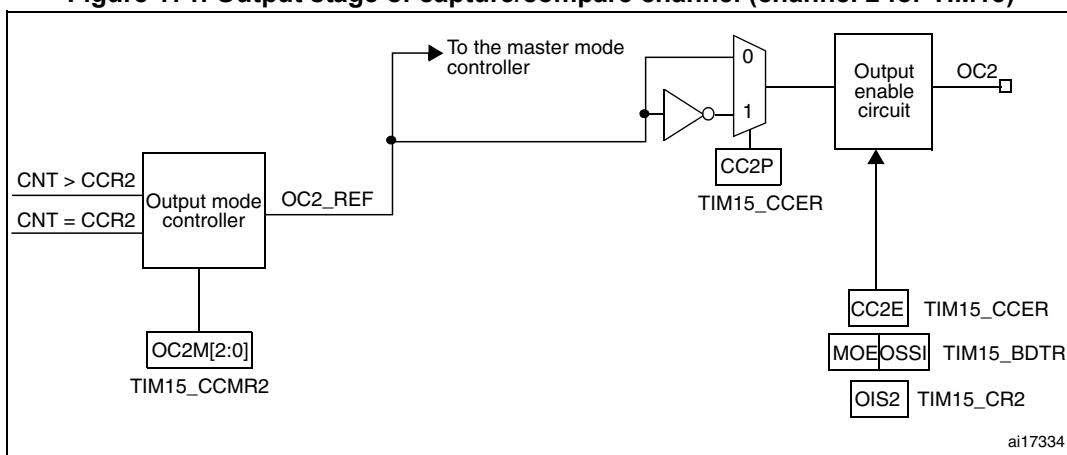 Output stage of capture/compare channel (channel 2 for TIM15)
To the master mode
controller
0
1
Output
enable
circuit
OC2
CC2P
TIM15_CCER
CNT > CCR2
CNT = CCR2
Output mode
controller
OC2_REF
OC2M[2:0]
TIM15_CCMR2
CC2E TIM15_CCER
MOE OSSI TIM15_BDTR
OIS2 TIM15_CR2
ai17334